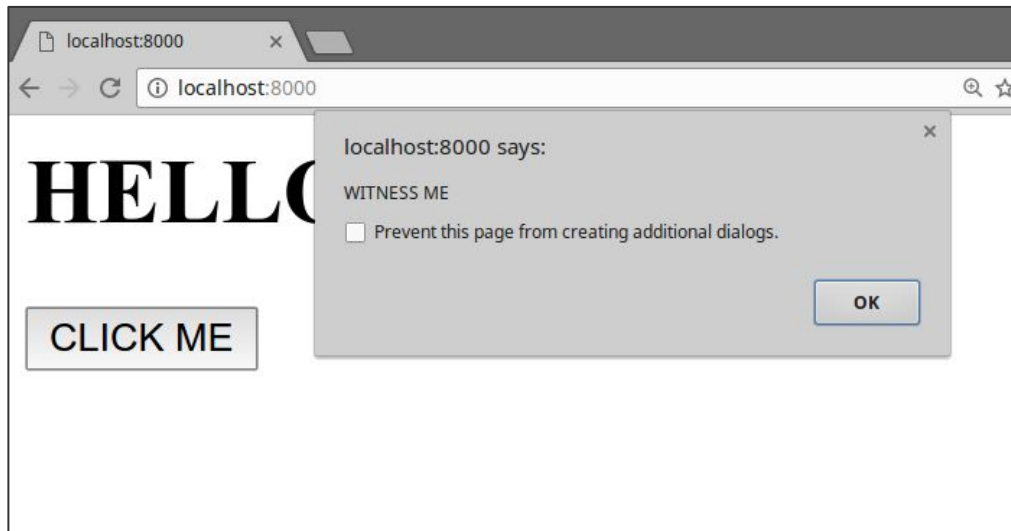 localhost:8000
localhost:8000
localhost:8000 says:
HELLO
WITNESS ME
Prevent this page from creating additional dialogs.
OK
CLICK ME